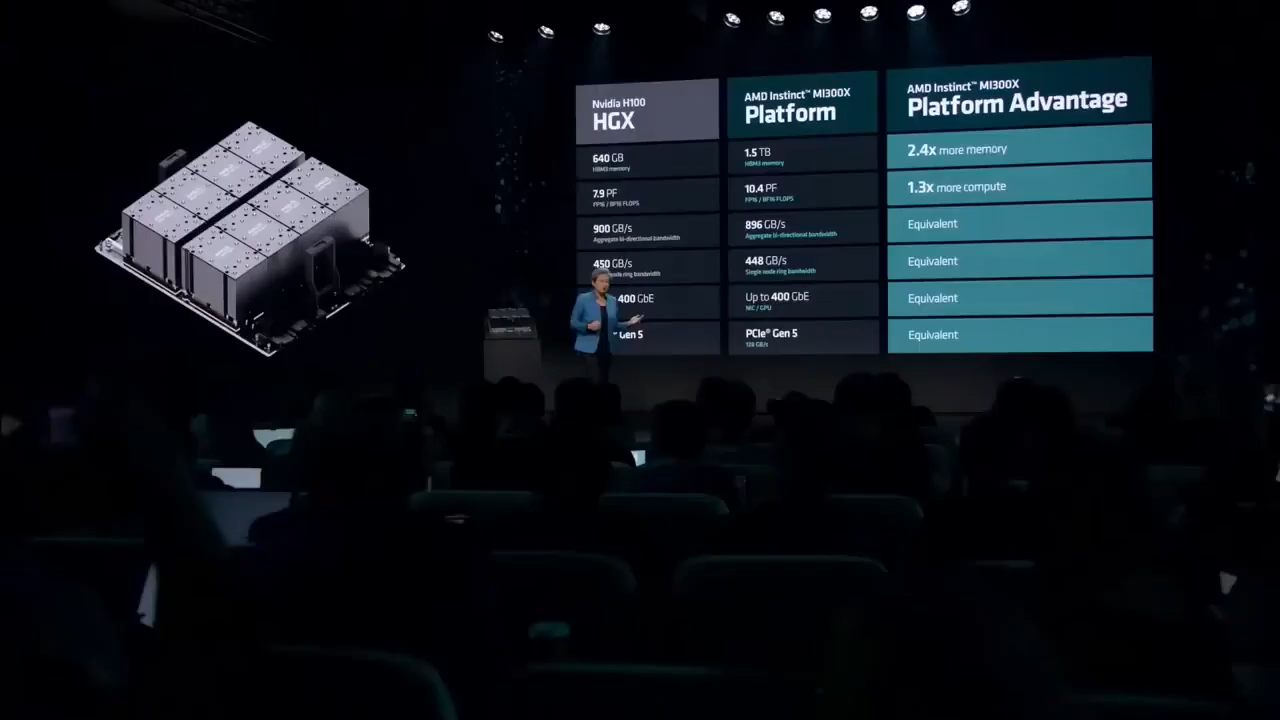 Nvidia H100
HGX
640 GB
HBM3 memory
7.9 PF
FP16 / BF16 FLOPS
900 GB/s
Aggregate bi-directional bandwidth
450 GB/s
node ring bandwidth
400 GbE
Gen 5
AMD Instinct™ MI300X
Platform
1.5 TB
HBM3 memory
10.4 PF
FP16 / BF16 FLOPS
896 GB/s
Aggregate bi-directional bandwidth
448 GB/s
Single node ring bandwidth
Up to 400 GbE
NIC / GPU
PCIe® Gen 5
128 GB/s
AMD Instinct™ MI300X
Platform Advantage
2.4x more memory
1.3x more compute
Equivalent
Equivalent
Equivalent
Equivalent